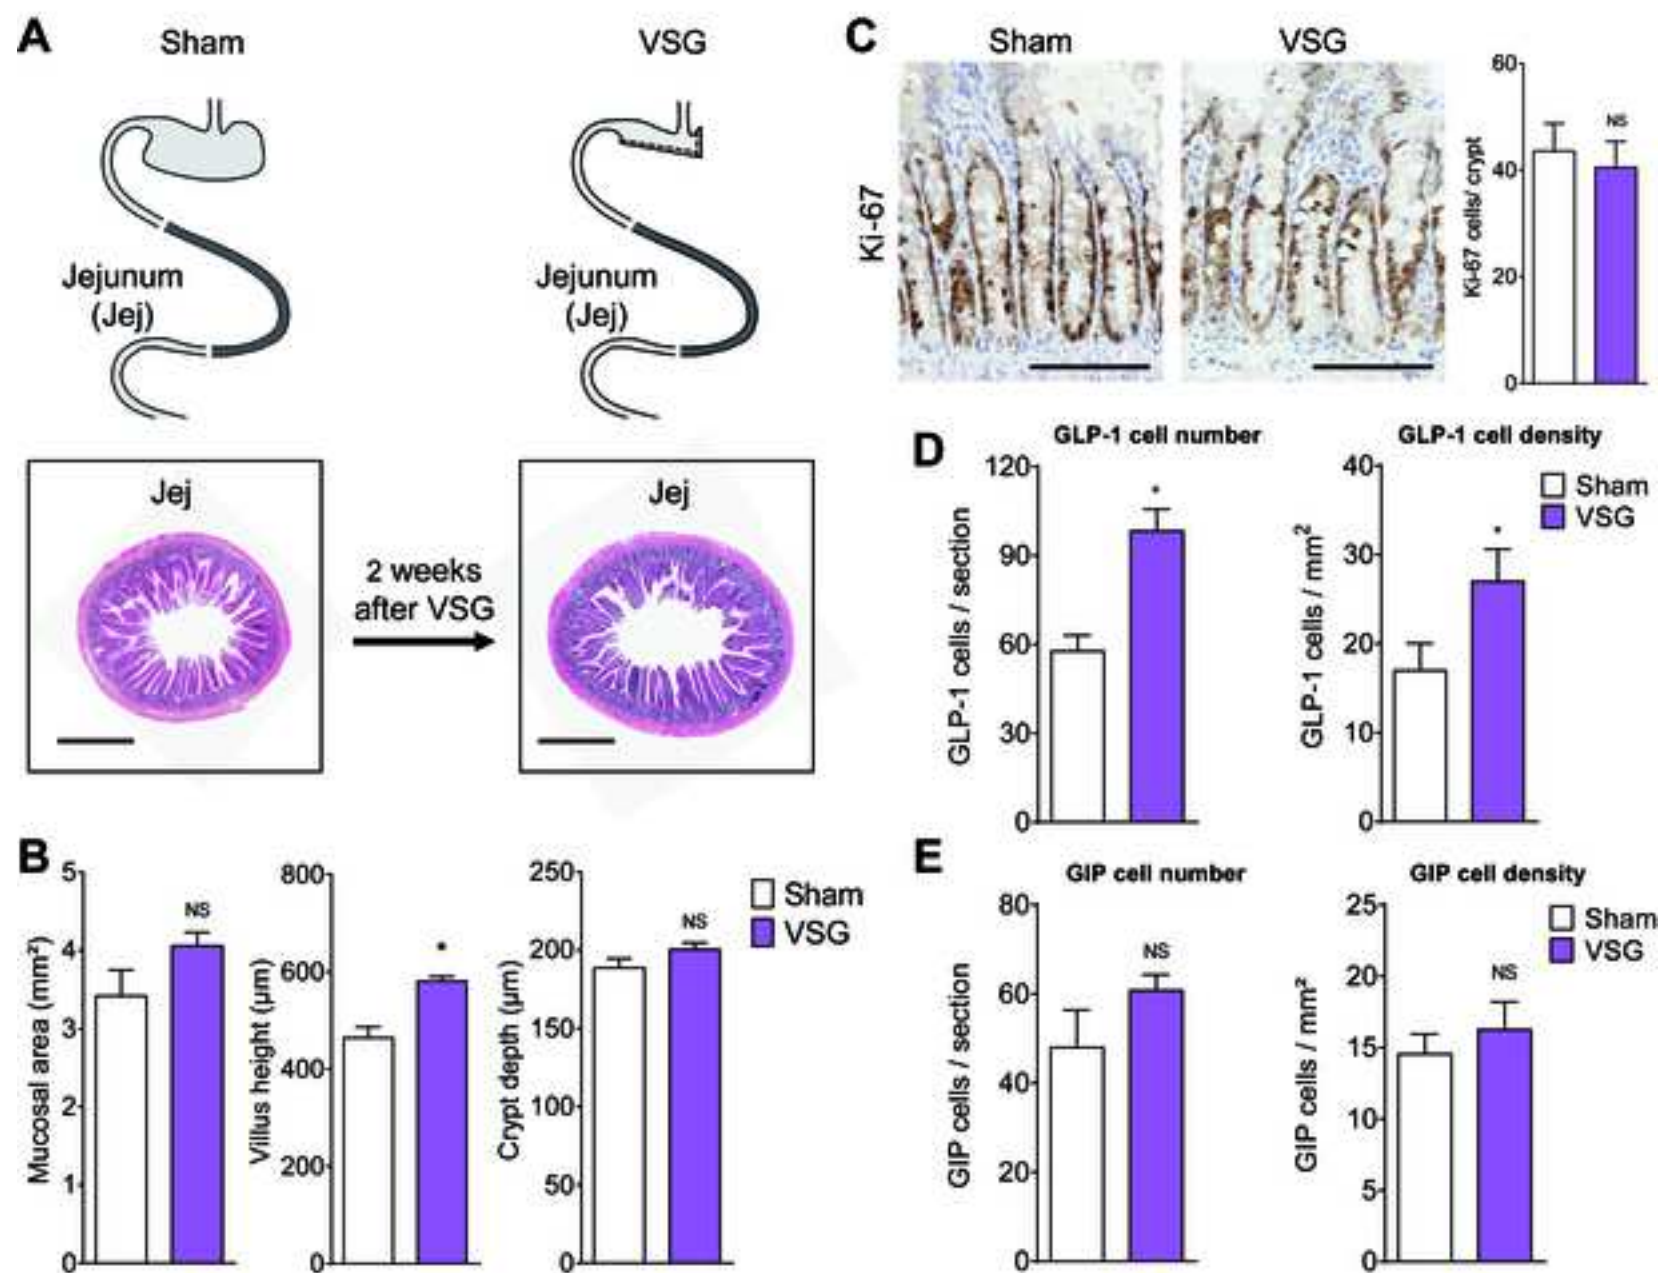 A
Sham
VSG
Jejunum
(Jej)
Jejunum
(Jej)
Jej
Jej
2 weeks
after VSG
B
5
4
3
2
1
0
Mucosal area (mm²)
NS
800
600
400
200
0
Villus height (µm)
*
250
200
150
100
50
0
Crypt depth (µm)
NS
Sham
VSG
C
Sham
VSG
Ki-67
60
40
20
0
Ki-67 cells/ crypt
NS
D
GLP-1 cell number
120
90
60
30
0
GLP-1 cells / section
*
GLP-1 cell density
40
30
20
10
0
GLP-1 cells / mm²
*
Sham
VSG
E
GIP cell number
80
60
40
20
0
GIP cells / section
NS
GIP cell density
25
20
15
10
5
0
GIP cells / mm²
NS
Sham
VSG